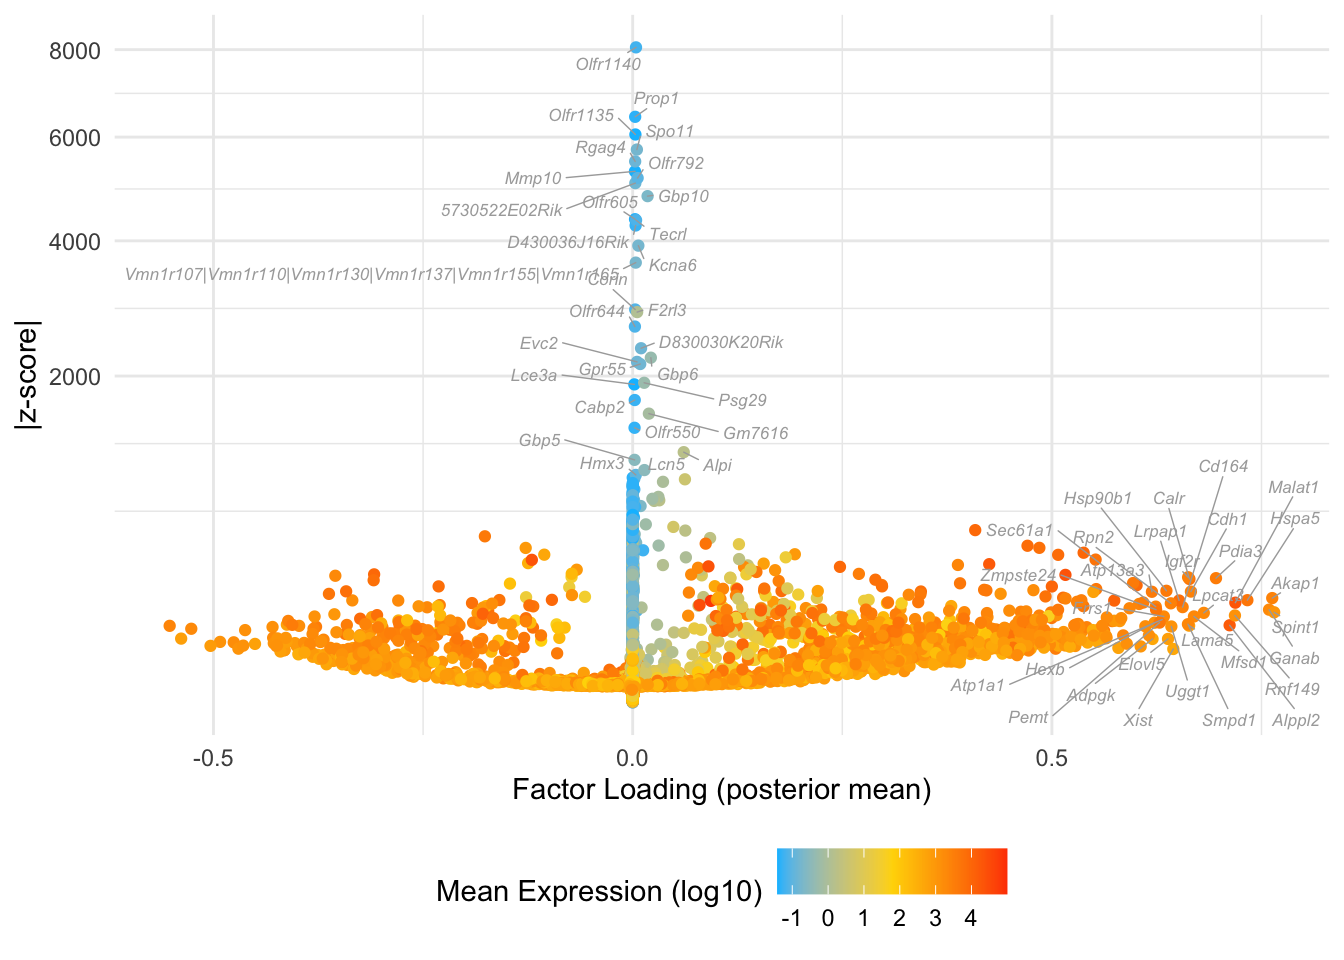 8000
Olfr1140
Prop1
Olfr1135
6000
Spo11
Rgag4
Olfr792
Mmp10
Gbp10
Olfr605
5730522E02Rik
Tecrl
4000
D430036J16Rik
Kcna6
Vmn1r107|Vmn1r110|Vmn1r130|Vmn1r137|Vmn1r155|Vmn1r165
Conn
Olfr644
F2rl3
|z-score|
Evc2
D830030K20Rik
Gpr55
Gbp6
Lce3a
2000
Psg29
Cabp2
Olfr550
Gm7616
Gbp5
Hmx3
Lcn5
Alpi
Cd164
Malat1
Hsp90b1
Calr
Hspa5
Sec61a1
Rpn2
Lrpap1
Cdh1
Pdia3
Igf2r
Atp13a3
Zmpste24
Akap1
Lpcat3
Spint1
Lama5
Mfsd1
Ganab
Hexb
Elovl5
Atp1a1
Adpgk
Uggt1
Rnf149
Pemt
Xist
Smpd1
Alppl2
-0.5
0.0
0.5
Factor Loading (posterior mean)
Mean Expression (log10)
-1 0 1 2 3 4